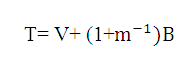 T= V+ (1+m⁻¹)B